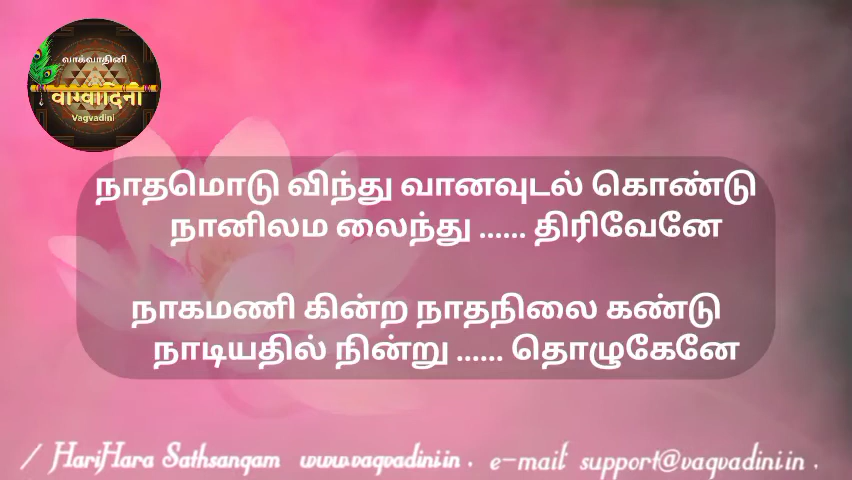 வாக்வாதினி
वाग्वादिनी
Vagvadini
நாதமொடு விந்து வானவுடல் கொண்டு
நானிலம லைந்து ...... திரிவேனே
நாகமணி கின்ற நாதநிலை கண்டு
நாடியதில் நின்று ...... தொழுகேனே
/ HariHara Sathsangam www.vagvadini.in . e-mail support@vagvadini.in .